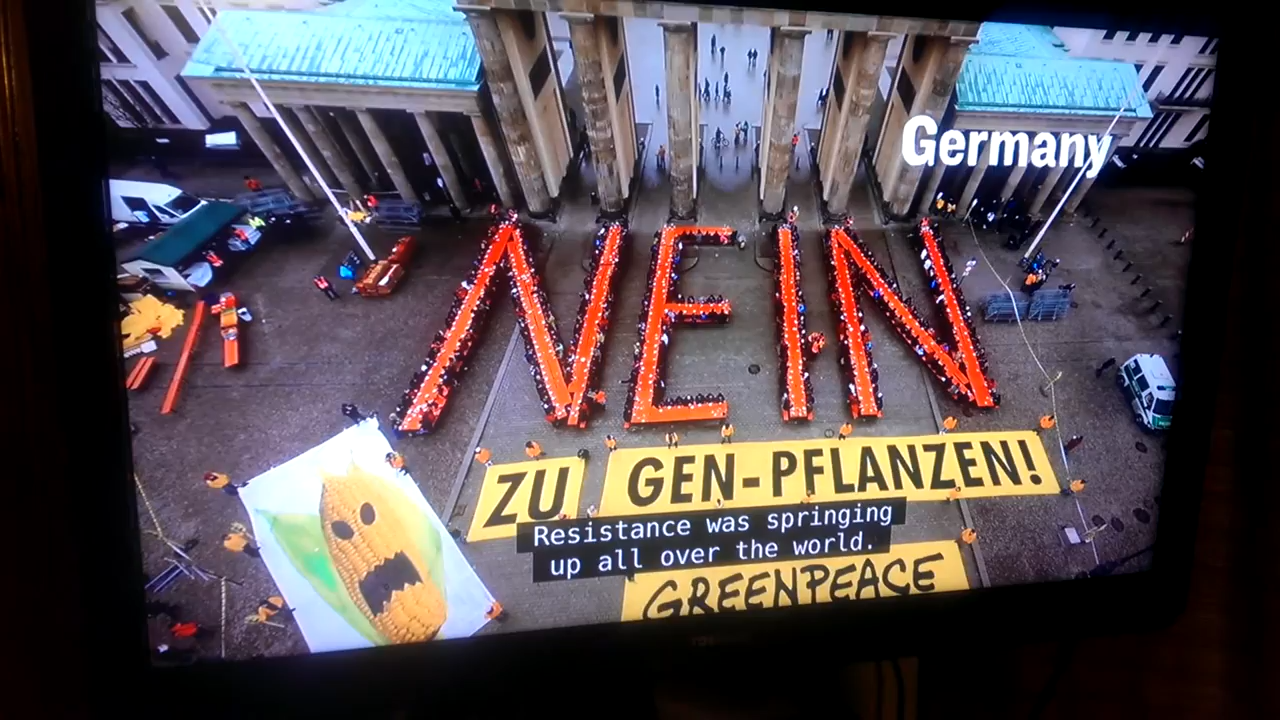 Germany
NEIN
ZU GEN-PFLANZEN!
Resistance was springing
up all over the world.
GREENPEACE